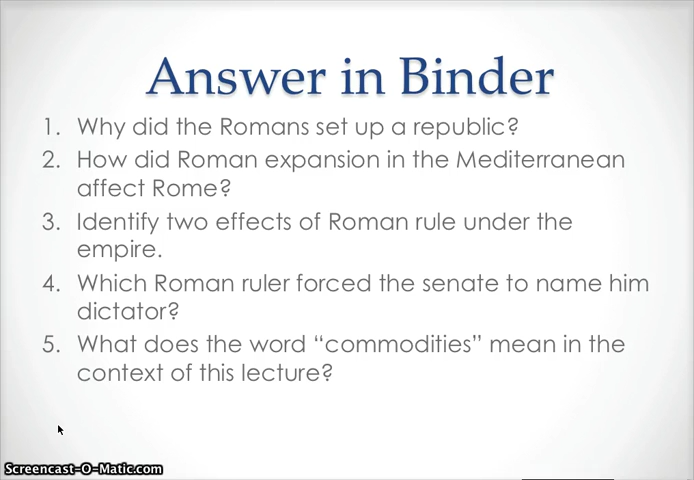 Answer in Binder
1. Why did the Romans set up a republic?
2. How did Roman expansion in the Mediterranean
affect Rome?
3. Identify two effects of Roman rule under the
empire.
4. Which Roman ruler forced the senate to name him
dictator?
5. What does the word “commodities” mean in the
context of this lecture?
Screencast-O-Matic.com